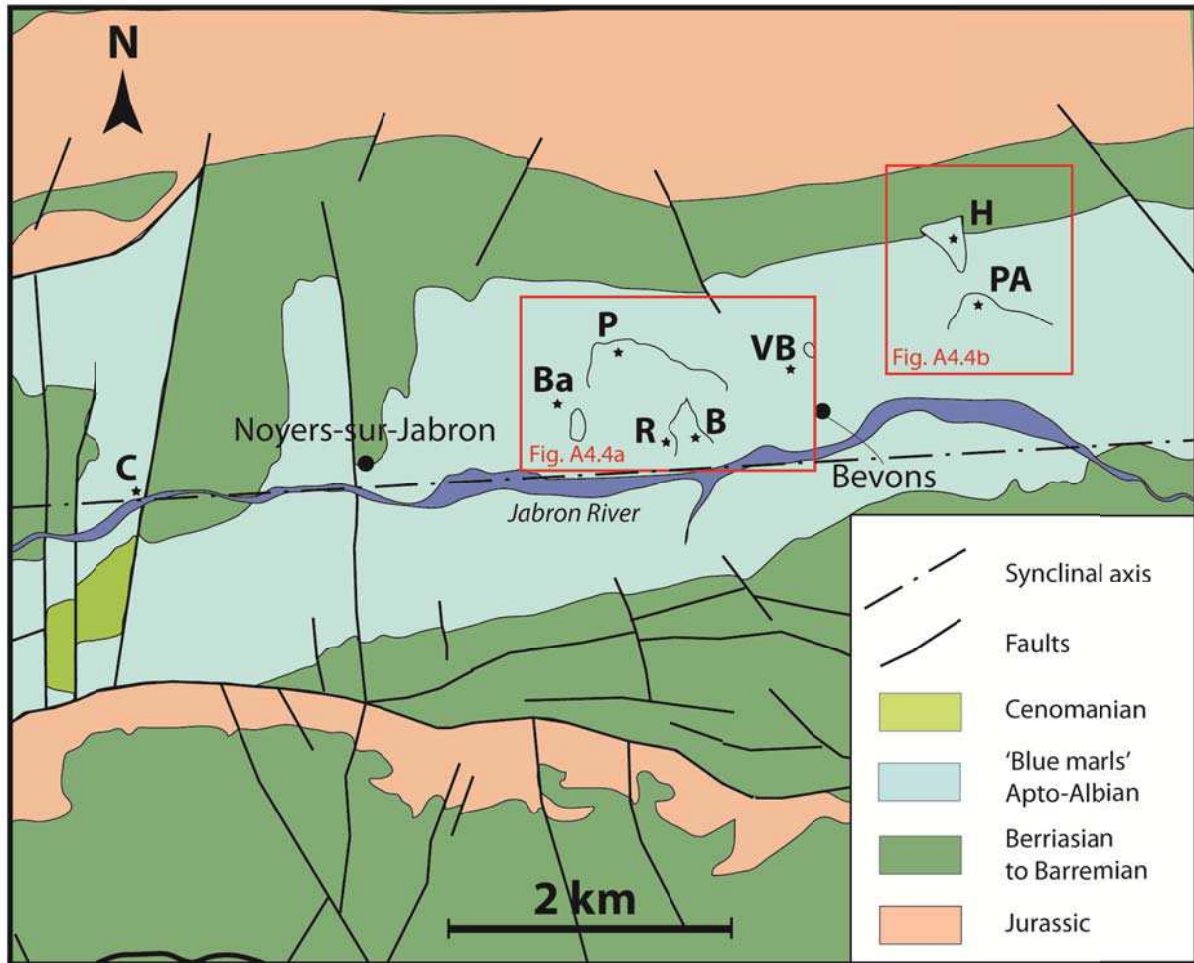 N
H
PA
P
VB
Fig. A4.4b
Ba
R
B
Noyers-sur-Jabron
Fig. A4.4a
C
Bevons
Jabron River
Synclinal axis
Faults
Cenomanian
'Blue marls'
Apto-Albian
Berriasian
to Barremian
Jurassic
2 km